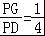 PG/PD = 1/4